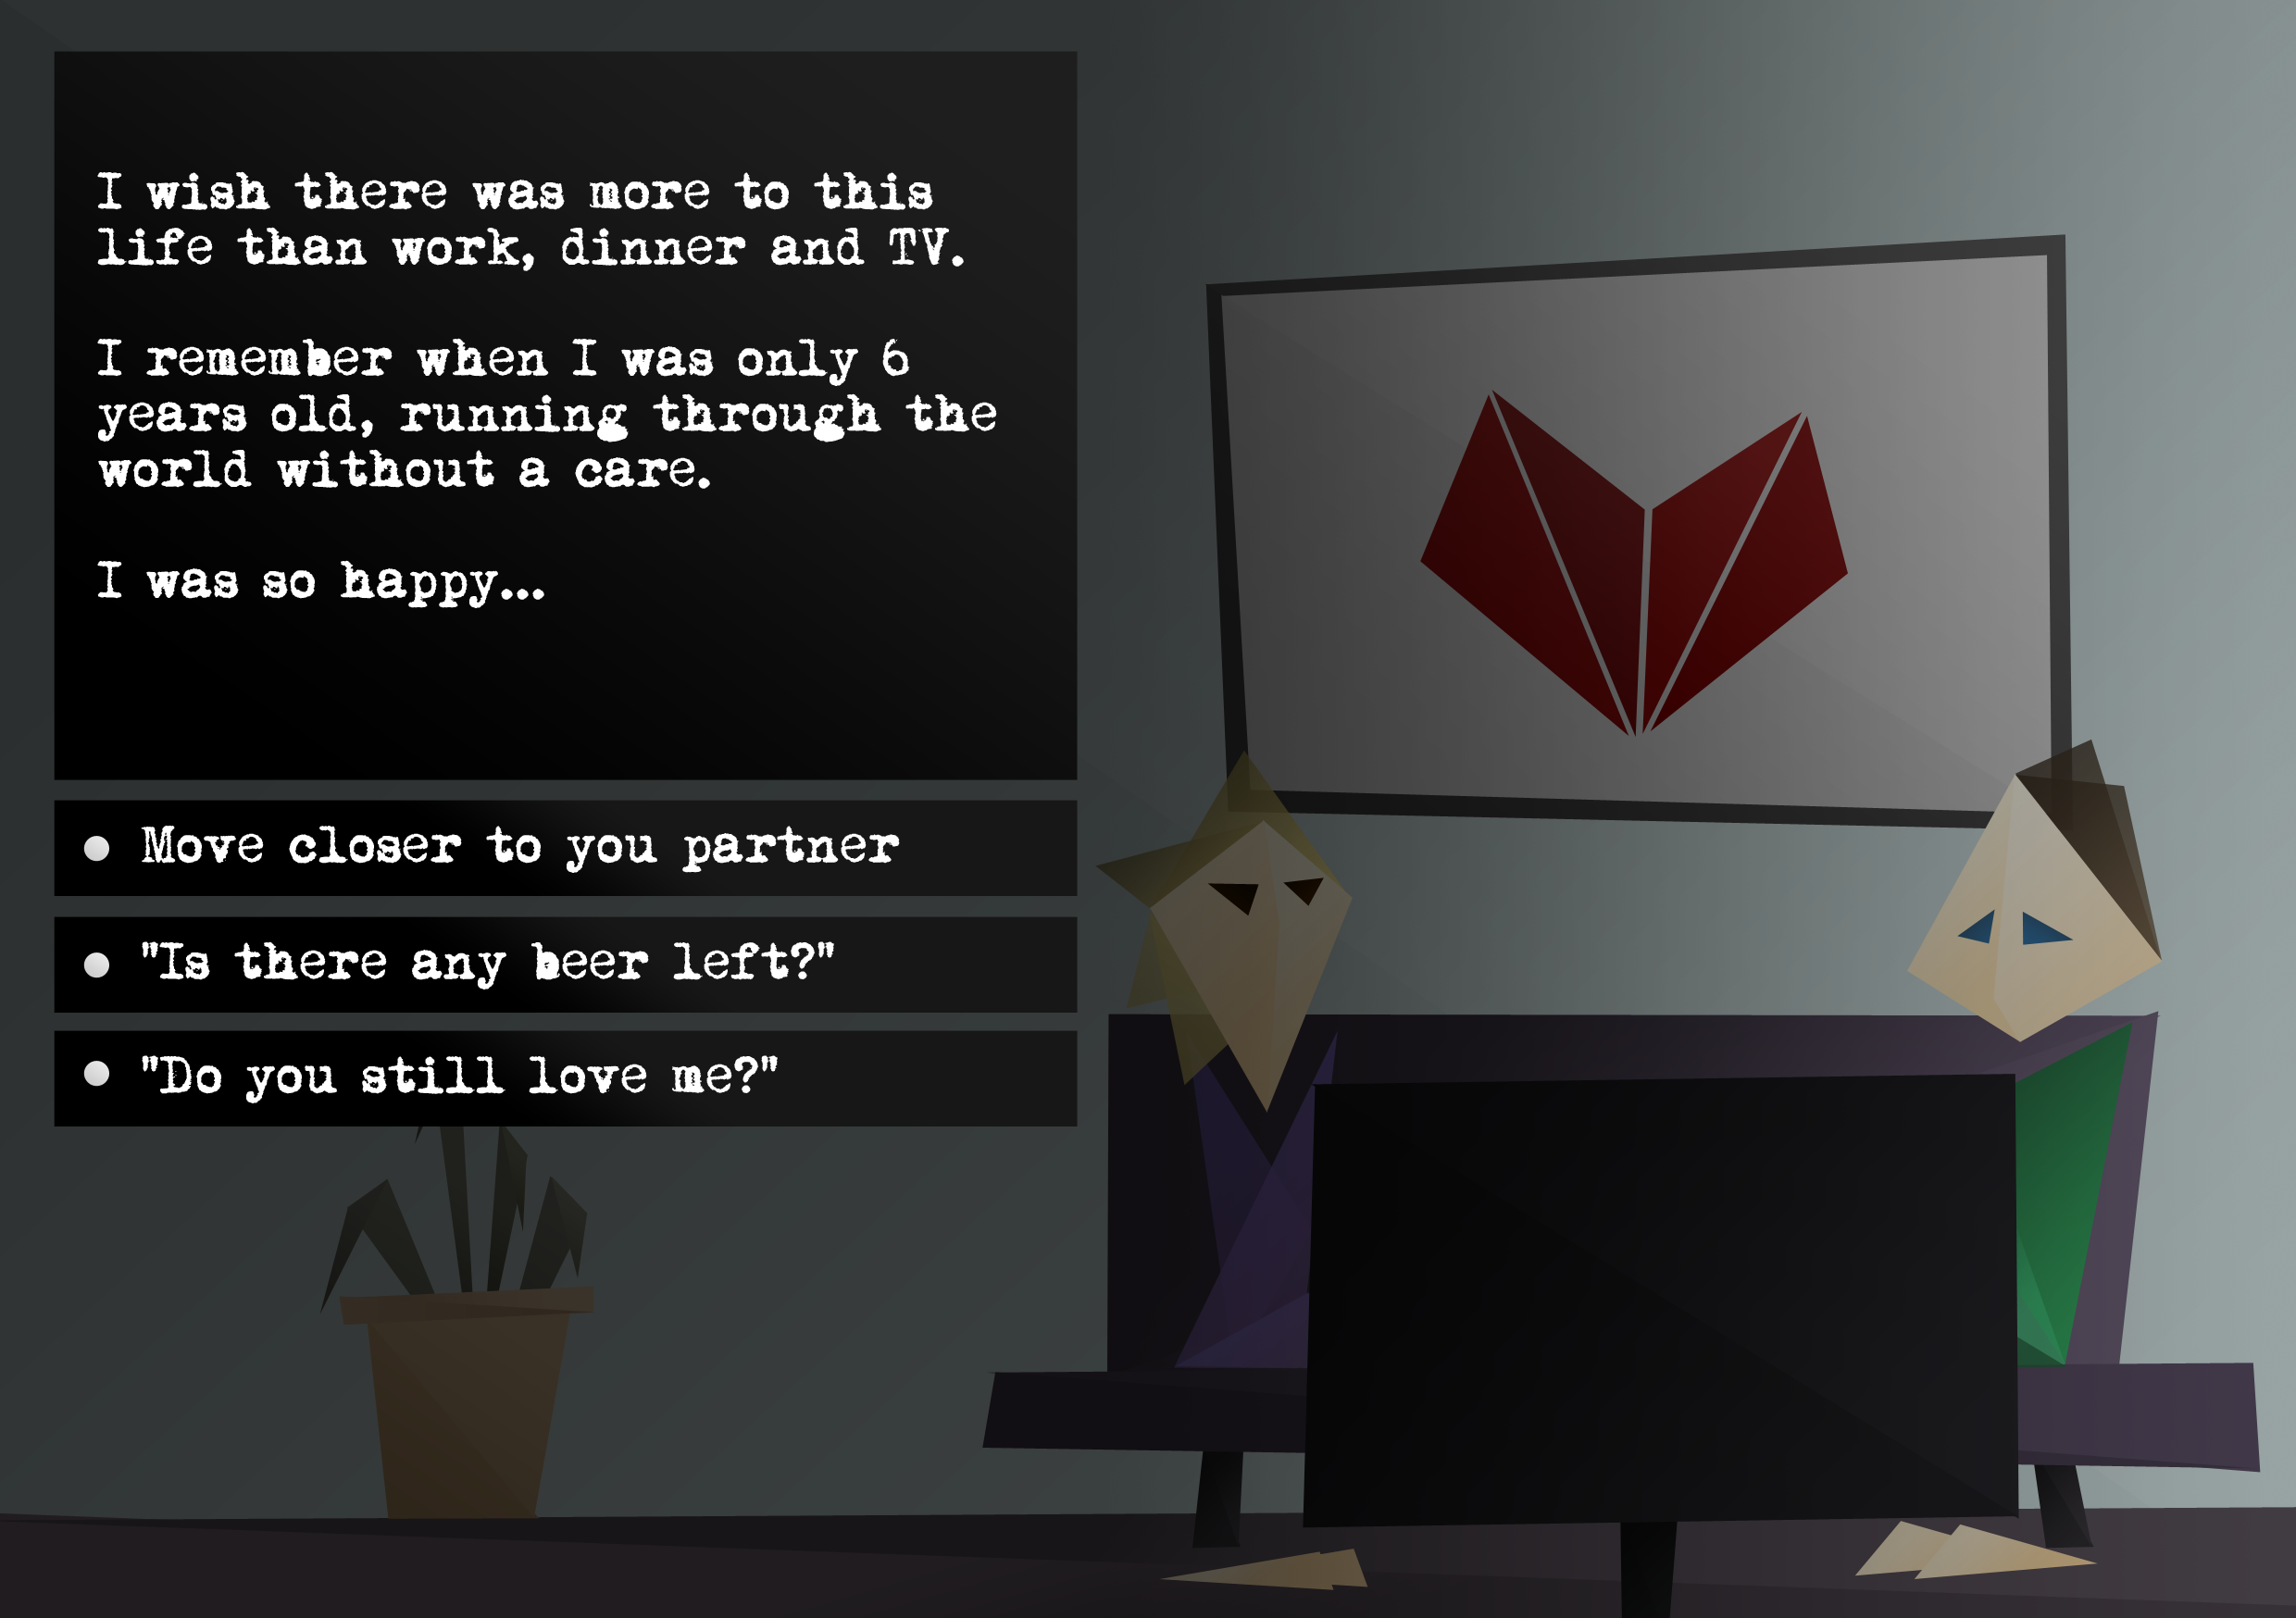 I wish there was more to this
life than work, dinner and TV.
I remember when I was only 6
years old, running through the
world without a care.
I was so happy...
Move closer to you partner
"Is there any beer left?"
"Do you still love me?"